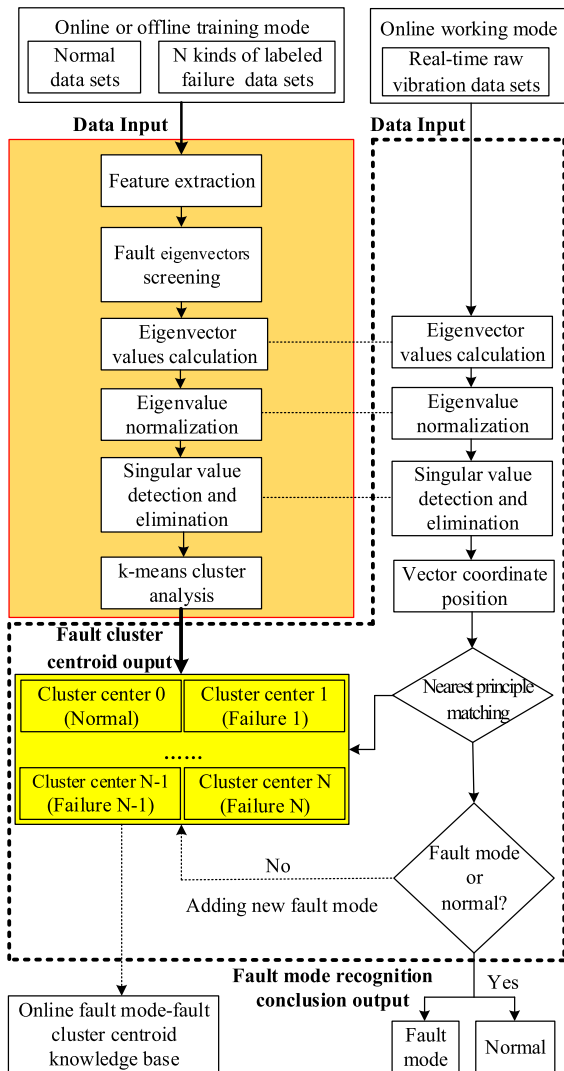 Online or offline training mode
Normal
data sets
N kinds of labeled
failure data sets
Online working mode
Real-time raw
vibration data sets
Data Input
Data Input
Feature extraction
Fault eigenvectors
screening
Eigenvector
values calculation
Eigenvalue
normalization
Singular value
detection and
elimination
k-means cluster
analysis
Eigenvector
values calculation
Eigenvalue
normalization
Singular value
detection and
elimination
Vector coordinate
position
Fault cluster
centroid ouput
Cluster center 0
(Normal)
Cluster center 1
(Failure 1)
......
Cluster center N-1
(Failure N-1)
Cluster center N
(Failure N)
Nearest principle
matching
Fault mode
or
normal?
No
Adding new fault mode
Fault mode recognition
conclusion output
Yes
Online fault mode-fault
cluster centroid
knowledge base
Fault
mode
Normal